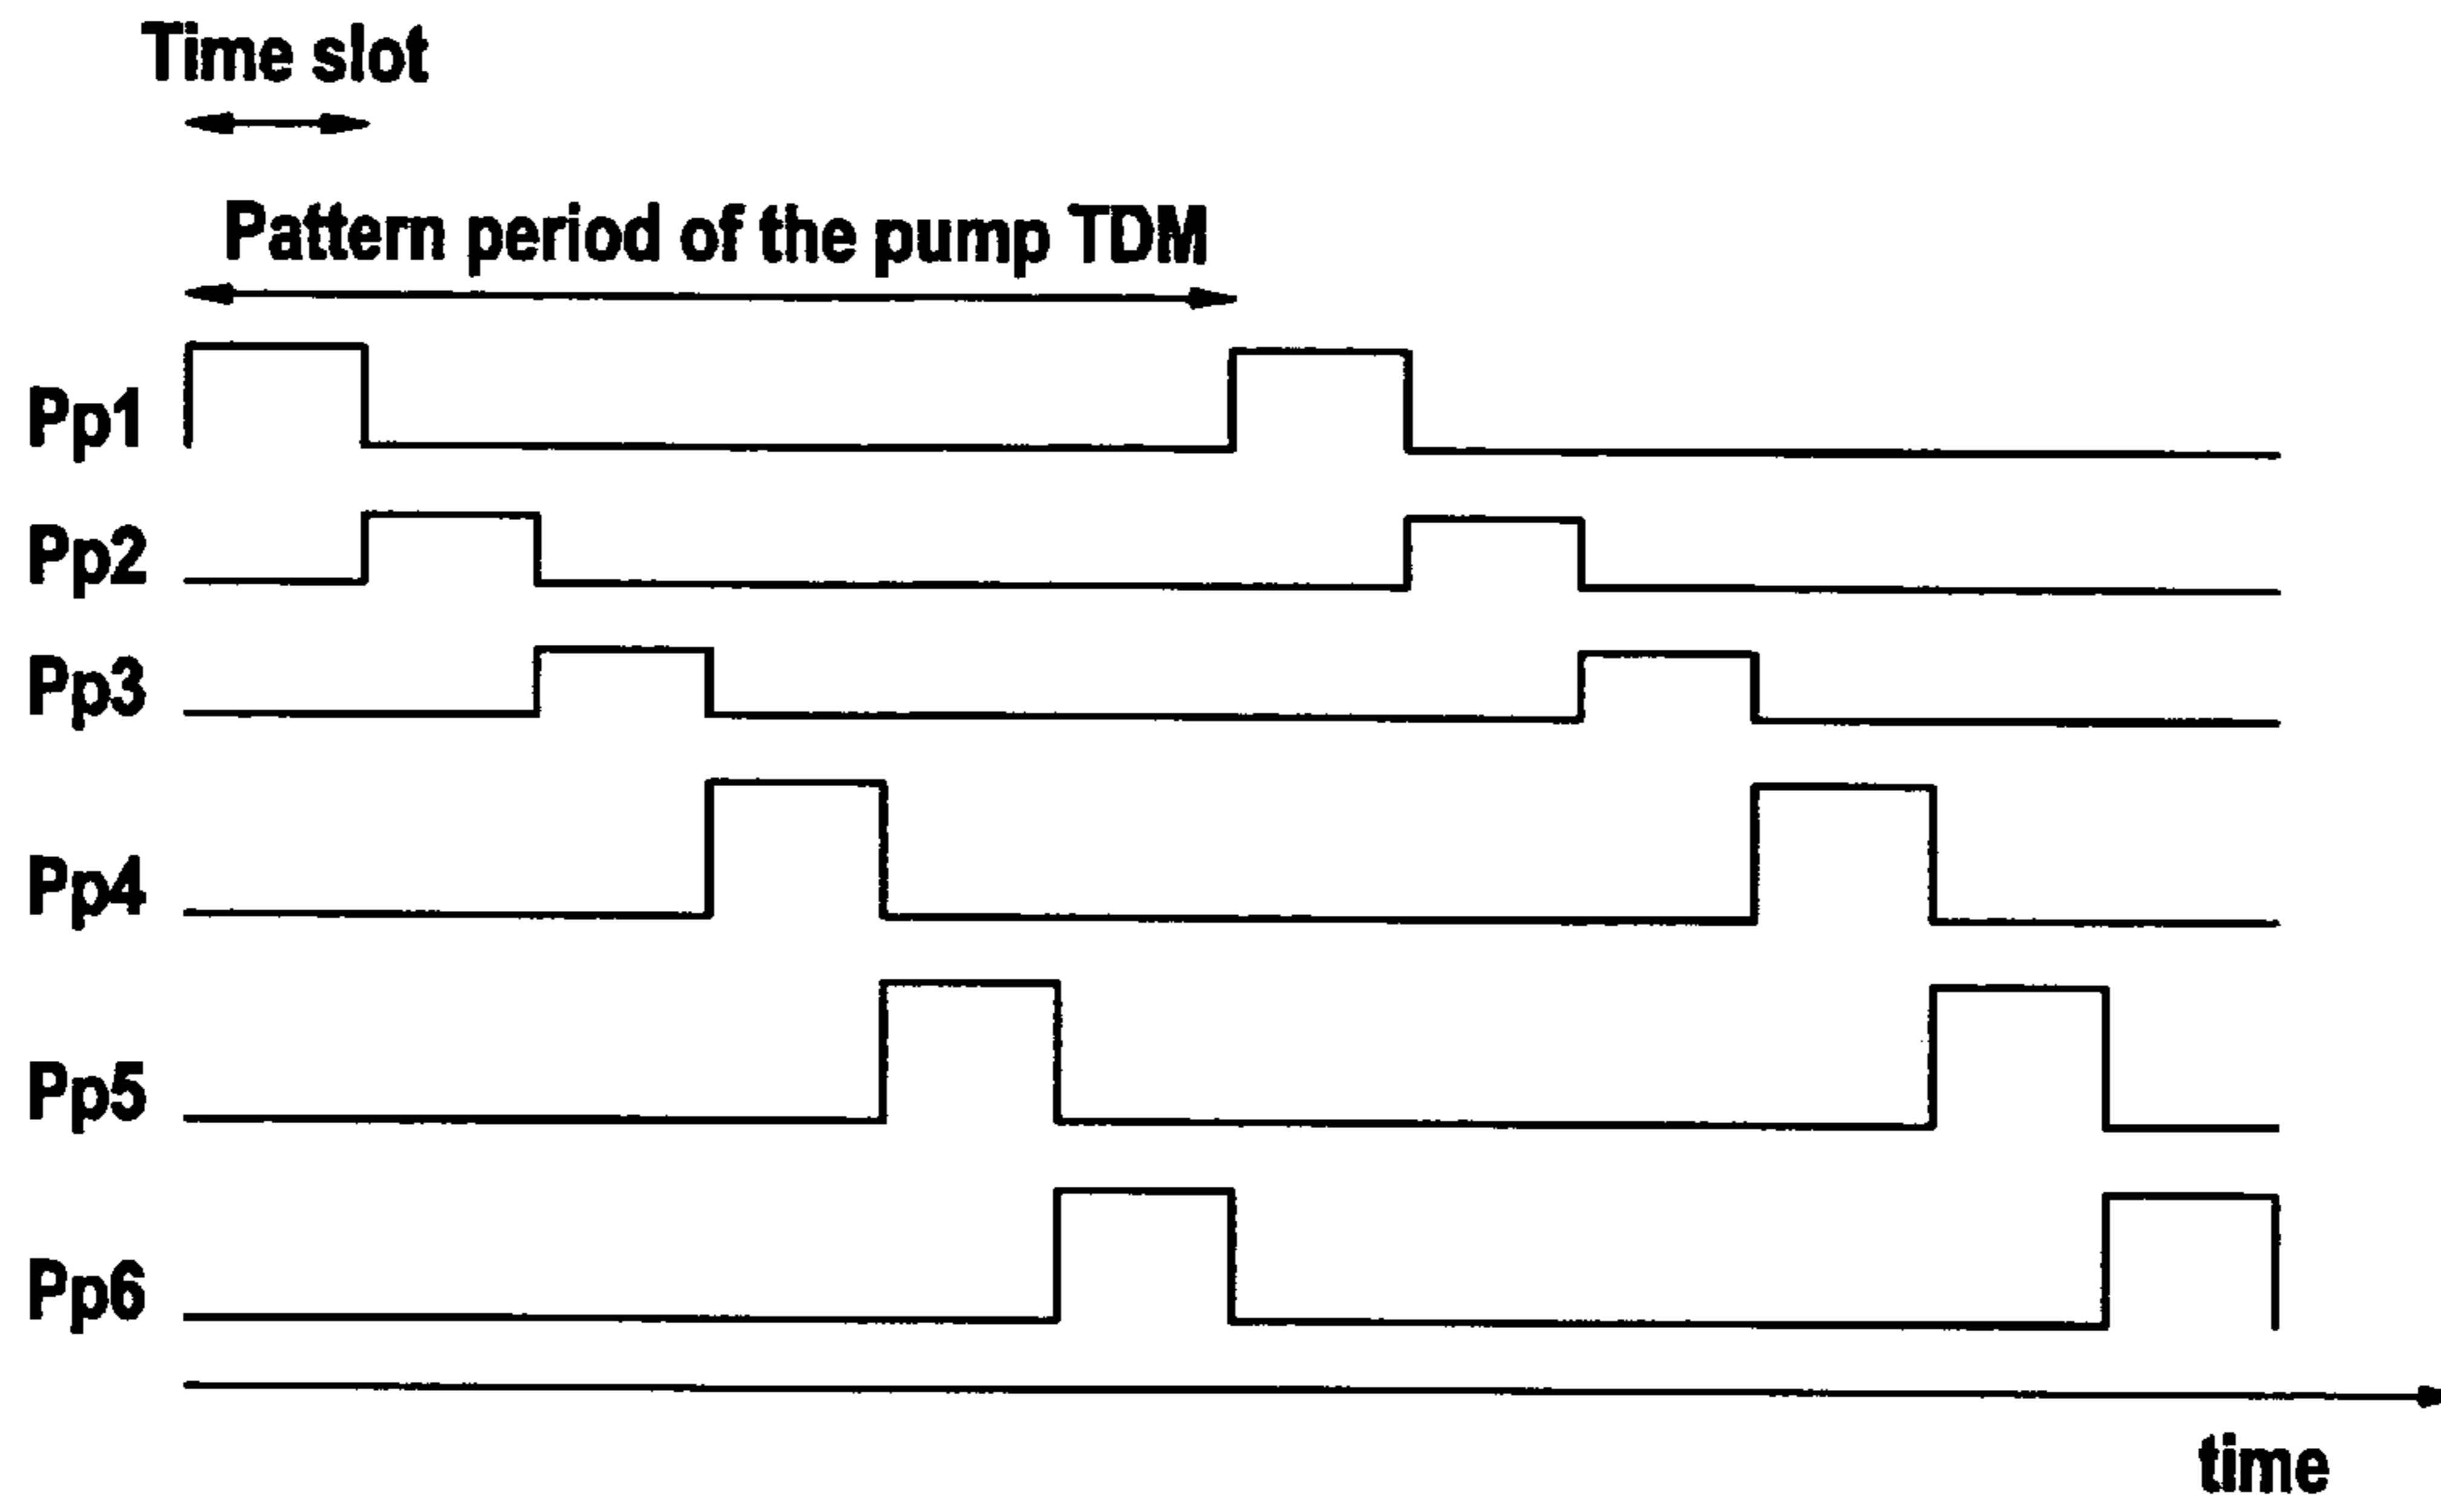 Time slot
Pattern period of the pump TDM
Pp1
Pp2
Pp3
Pp4
Pp5
Pp6
time